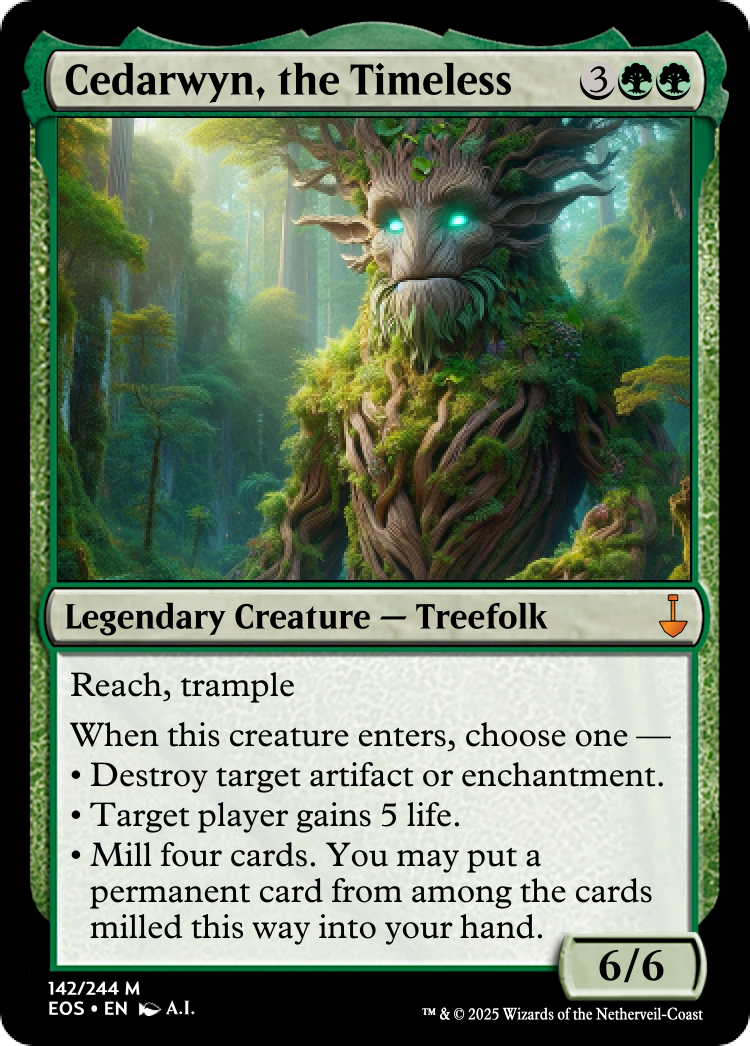 Cedarwyn, the Timeless 3
Legendary Creature — Treefolk
Reach, trample
When this creature enters, choose one —
• Destroy target artifact or enchantment.
• Target player gains 5 life.
• Mill four cards. You may put a
permanent card from among the cards
milled this way into your hand.
6/6
142/244 M
EOS • EN A.I.
™ & © 2025 Wizards of the Netherveil-Coast